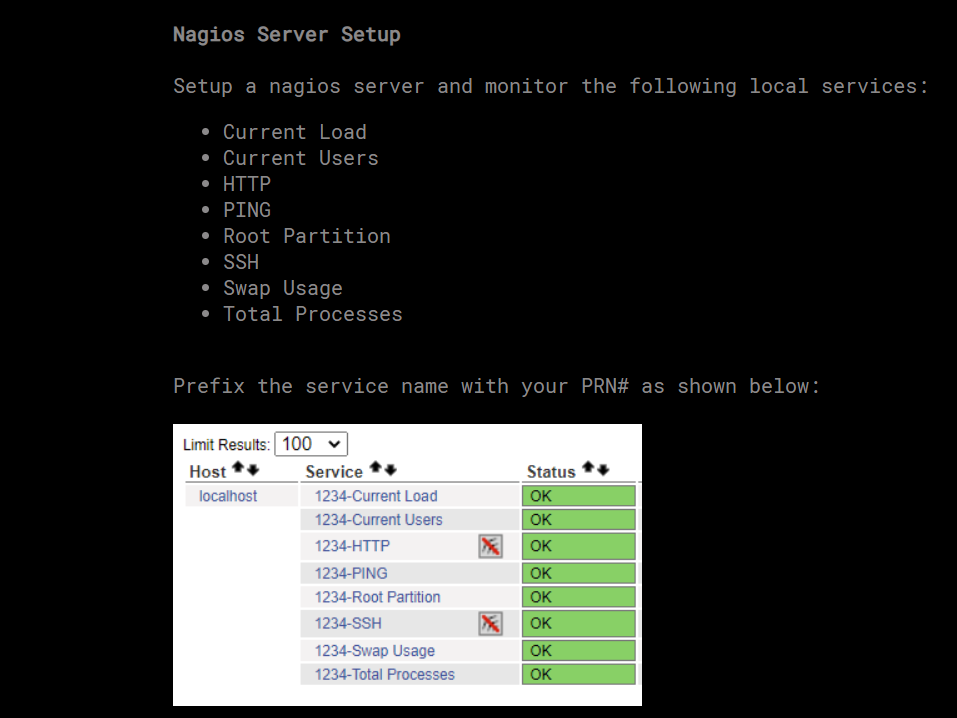 Nagios Server Setup
Setup a nagios server and monitor the following local services:
• Current Load
• Current Users
• HTTP
• PING
• Root Partition
• SSH
• Swap Usage
• Total Processes
Prefix the service name with your PRN# as shown below:
Limit Results: 100
Host Service Status
localhost 1234-Current Load OK
1234-Current Users OK
1234-HTTP OK
1234-PING OK
1234-Root Partition OK
1234-SSH OK
1234-Swap Usage OK
1234-Total Processes OK